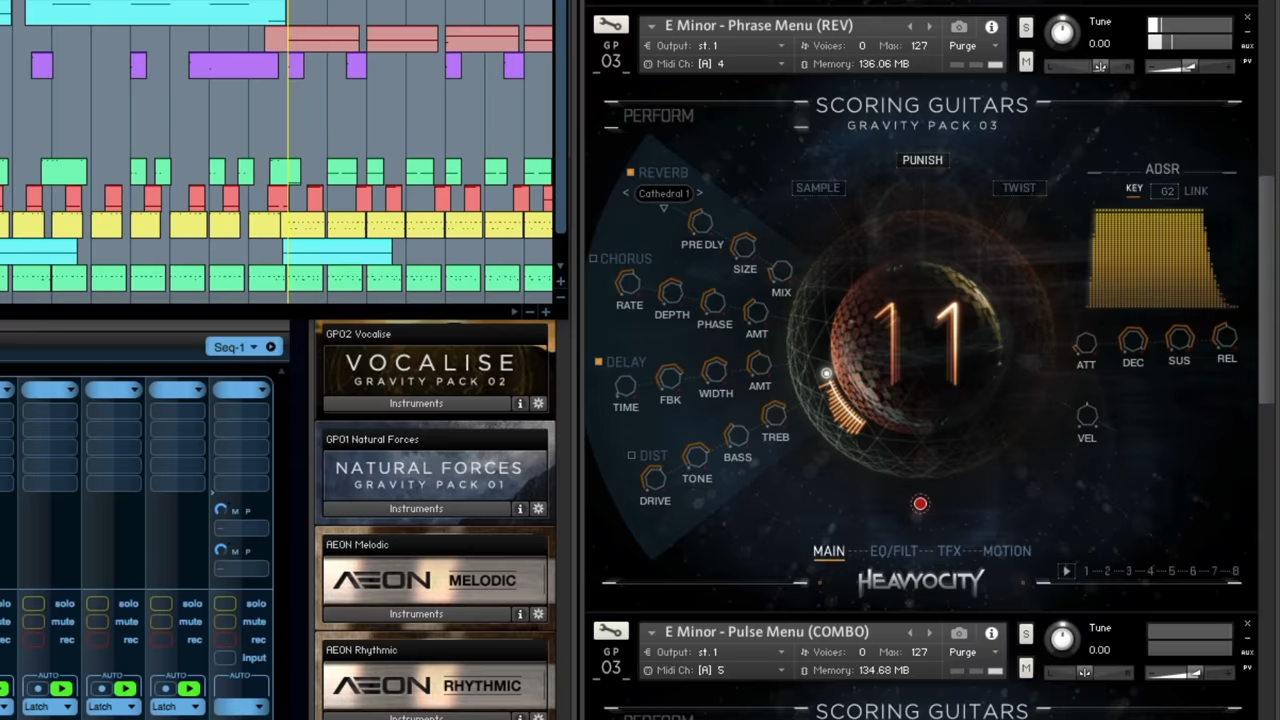 Seq-1
solo solo solo solo
mute mute mute mute
rec rec rec rec
M P
M P
Input
AUTO AUTO AUTO AUTO
Latch Latch Latch
GP02 Vocalise
VOCALISE
GRAVITY PACK 02
Instruments
GP01 Natural Forces
NATURAL FORCES
GRAVITY PACK 01
Instruments
AEON Melodic
AEON MELODIC
Instruments
AEON Rhythmic
AEON RHYTHMIC
Instruments
GP
03
E Minor - Phrase Menu (REV)
Output: st. 1 Voices: 0 Max: 127 Purge
Midi Ch: [A] 4 Memory: 136.06 MB
S
M
Tune
0.00
L R
AUX
PV
PERFORM
SCORING GUITARS
GRAVITY PACK 03
PUNISH
SAMPLE TWIST
REVERB
Cathedral 1
PRE DLY
SIZE
MIX
CHORUS
RATE
DEPTH
PHASE
AMT
DELAY
TIME
FBK
WIDTH
AMT
DIST
DRIVE
TONE
BASS
TREB
11
ADSR
KEY G2 LINK
ATT DEC SUS REL
VEL
MAIN EQ/FILT TFX MOTION
HEAVYOCITY
1 2 3 4 5 6 7 8
GP
03
E Minor - Pulse Menu (COMBO)
Output: st. 1 Voices: 0 Max: 127 Purge
Midi Ch: [A] 5 Memory: 134.68 MB
S
M
Tune
0.00
L R
AUX
PV
PERFORM
SCORING GUITARS